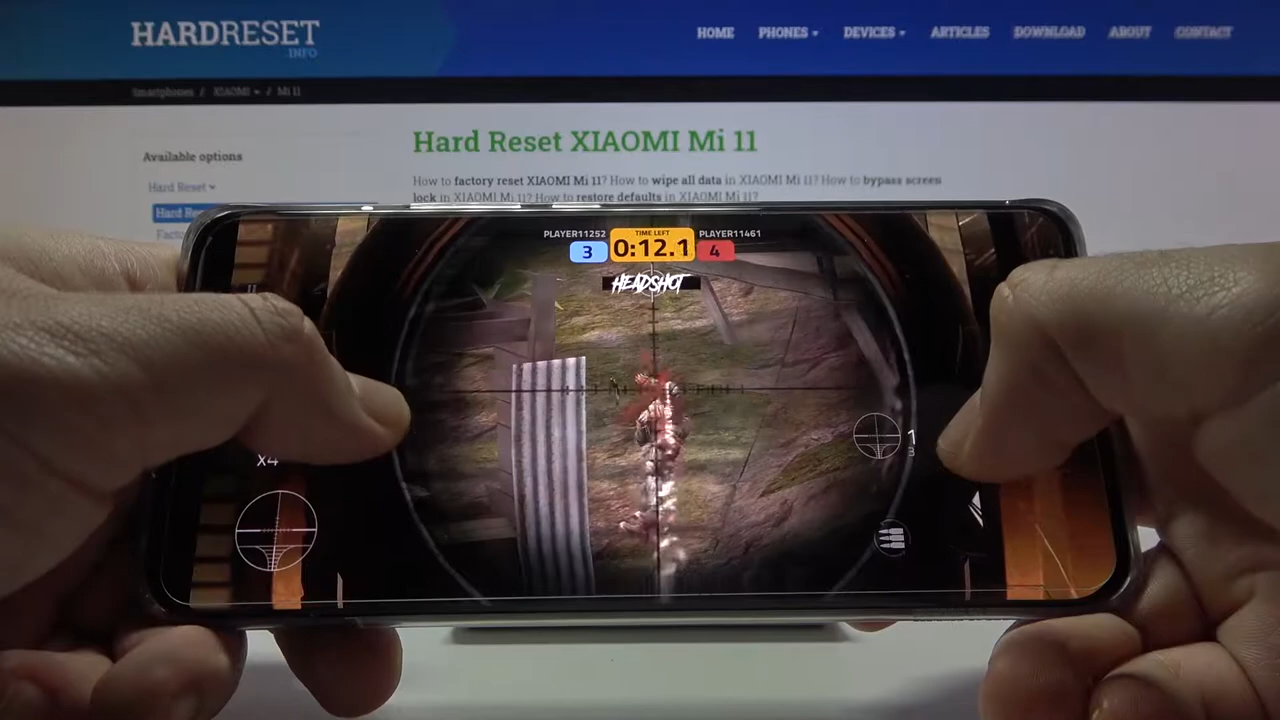 HARDRESET
.INFO
HOME PHONES DEVICES ARTICLES DOWNLOAD ABOUT CONTACT
Smartphones / XIAOMI / Mi 11
Available options
Hard Reset XIAOMI Mi 11
Hard Reset
How to factory reset XIAOMI Mi 11? How to wipe all data in XIAOMI Mi 11? How to bypass screen
lock in XIAOMI Mi 11? How to restore defaults in XIAOMI Mi 11?
Hard
PLAYER11252 TIME LEFT PLAYER11461
3 0:12.1 4
HEADSHOT
1
3
X4